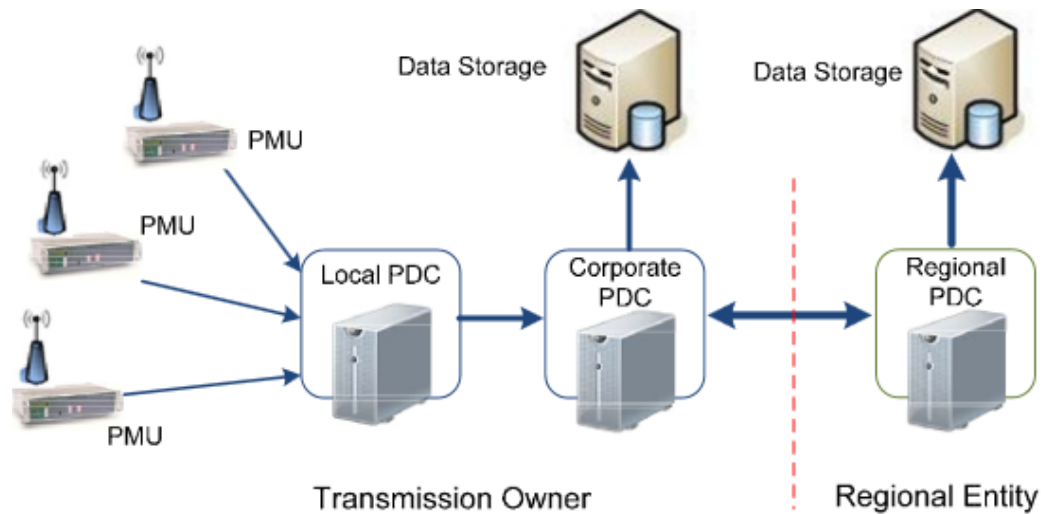 Data Storage
Data Storage
PMU
PMU
PMU
Local PDC
Corporate
PDC
Regional
PDC
Transmission Owner
Regional Entity